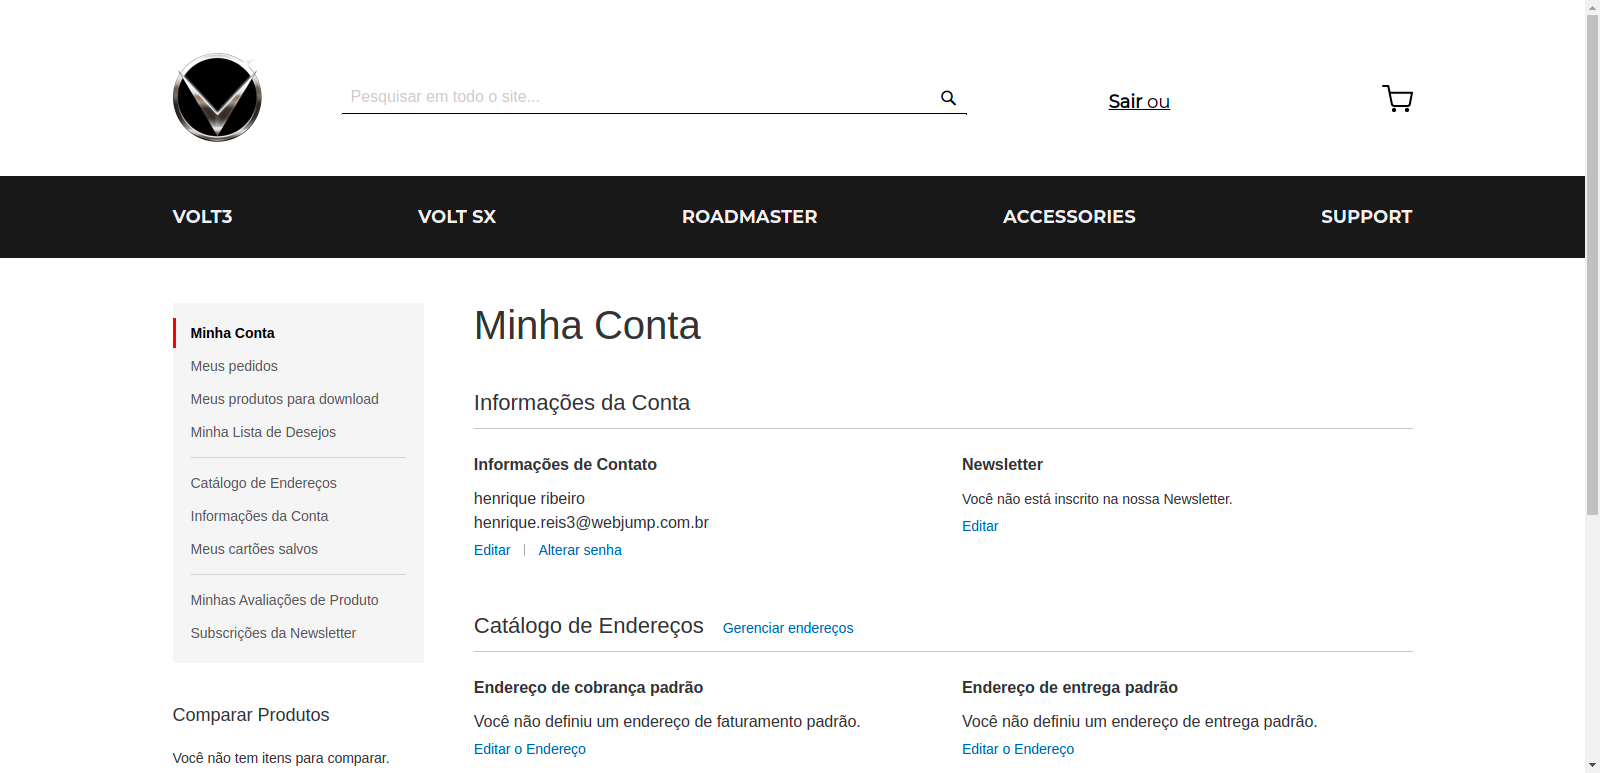 Pesquisar em todo o site...
Sair ou
VOLT3
VOLT SX
ROADMASTER
ACCESSORIES
SUPPORT
Minha Conta
Meus pedidos
Meus produtos para download
Minha Lista de Desejos
Catálogo de Endereços
Informações da Conta
Meus cartões salvos
Minhas Avaliações de Produto
Subscrições da Newsletter
Comparar Produtos
Você não tem itens para comparar.
Minha Conta
Informações da Conta
Informações de Contato
henrique ribeiro
henrique.reis3@webjump.com.br
Editar | Alterar senha
Newsletter
Você não está inscrito na nossa Newsletter.
Editar
Catálogo de Endereços Gerenciar endereços
Endereço de cobrança padrão
Você não definiu um endereço de faturamento padrão.
Editar o Endereço
Endereço de entrega padrão
Você não definiu um endereço de entrega padrão.
Editar o Endereço